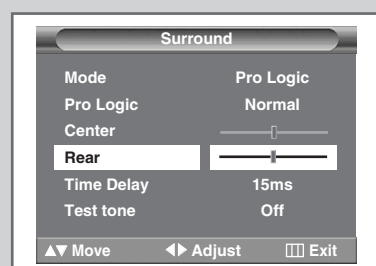 Surround
Mode Pro Logic
Pro Logic Normal
Center
Rear
Time Delay 15ms
Test tone Off
▲▼ Move ◀▶ Adjust Exit